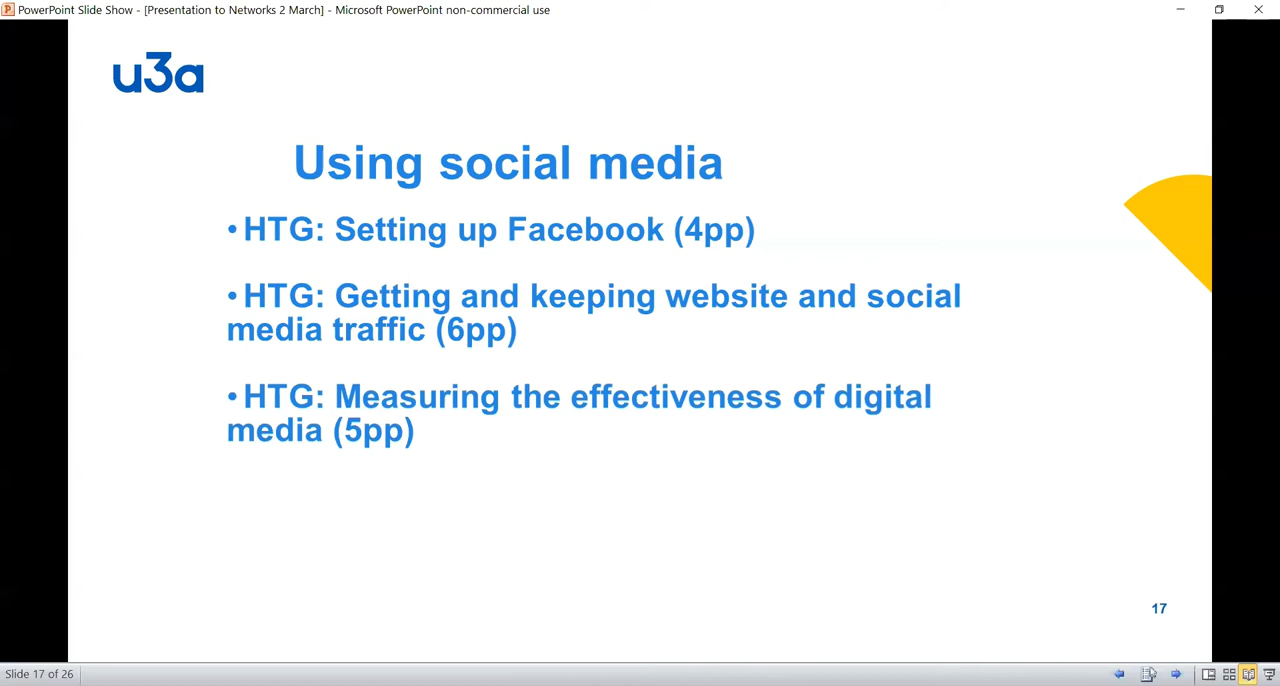 PowerPoint Slide Show - [Presentation to Networks 2 March] - Microsoft PowerPoint non-commercial use
u3a
Using social media
•HTG: Setting up Facebook (4pp)
•HTG: Getting and keeping website and social
media traffic (6pp)
•HTG: Measuring the effectiveness of digital
media (5pp)
17
Slide 17 of 26